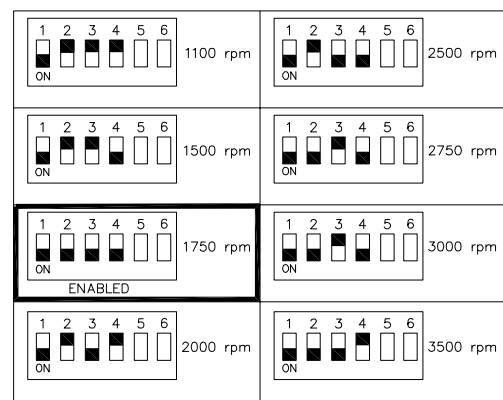 1 2 3 4 5 6
1100 rpm
ON
1 2 3 4 5 6
2500 rpm
ON
1 2 3 4 5 6
1500 rpm
ON
1 2 3 4 5 6
2750 rpm
ON
1 2 3 4 5 6
1750 rpm
ON
ENABLED
1 2 3 4 5 6
3000 rpm
ON
1 2 3 4 5 6
2000 rpm
ON
1 2 3 4 5 6
3500 rpm
ON